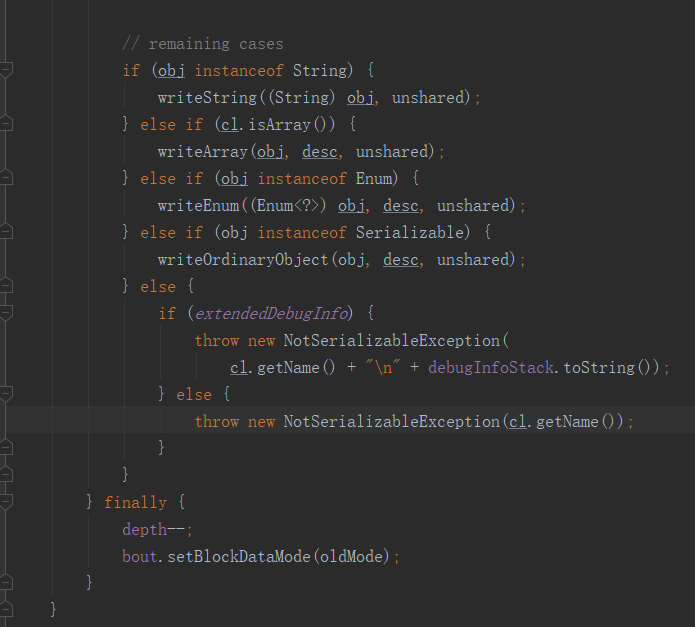 // remaining cases
if (obj instanceof String) {
writeString((String) obj, unshared);
} else if (cl.isArray()) {
writeArray(obj, desc, unshared);
} else if (obj instanceof Enum) {
writeEnum((Enum<?>) obj, desc, unshared);
} else if (obj instanceof Serializable) {
writeOrdinaryObject(obj, desc, unshared);
} else {
if (extendedDebugInfo) {
throw new NotSerializableException(
cl.getName() + "\n" + debugInfoStack.toString());
} else {
throw new NotSerializableException(cl.getName());
}
}
} finally {
depth--;
bout.setBlockDataMode(oldMode);
}
}